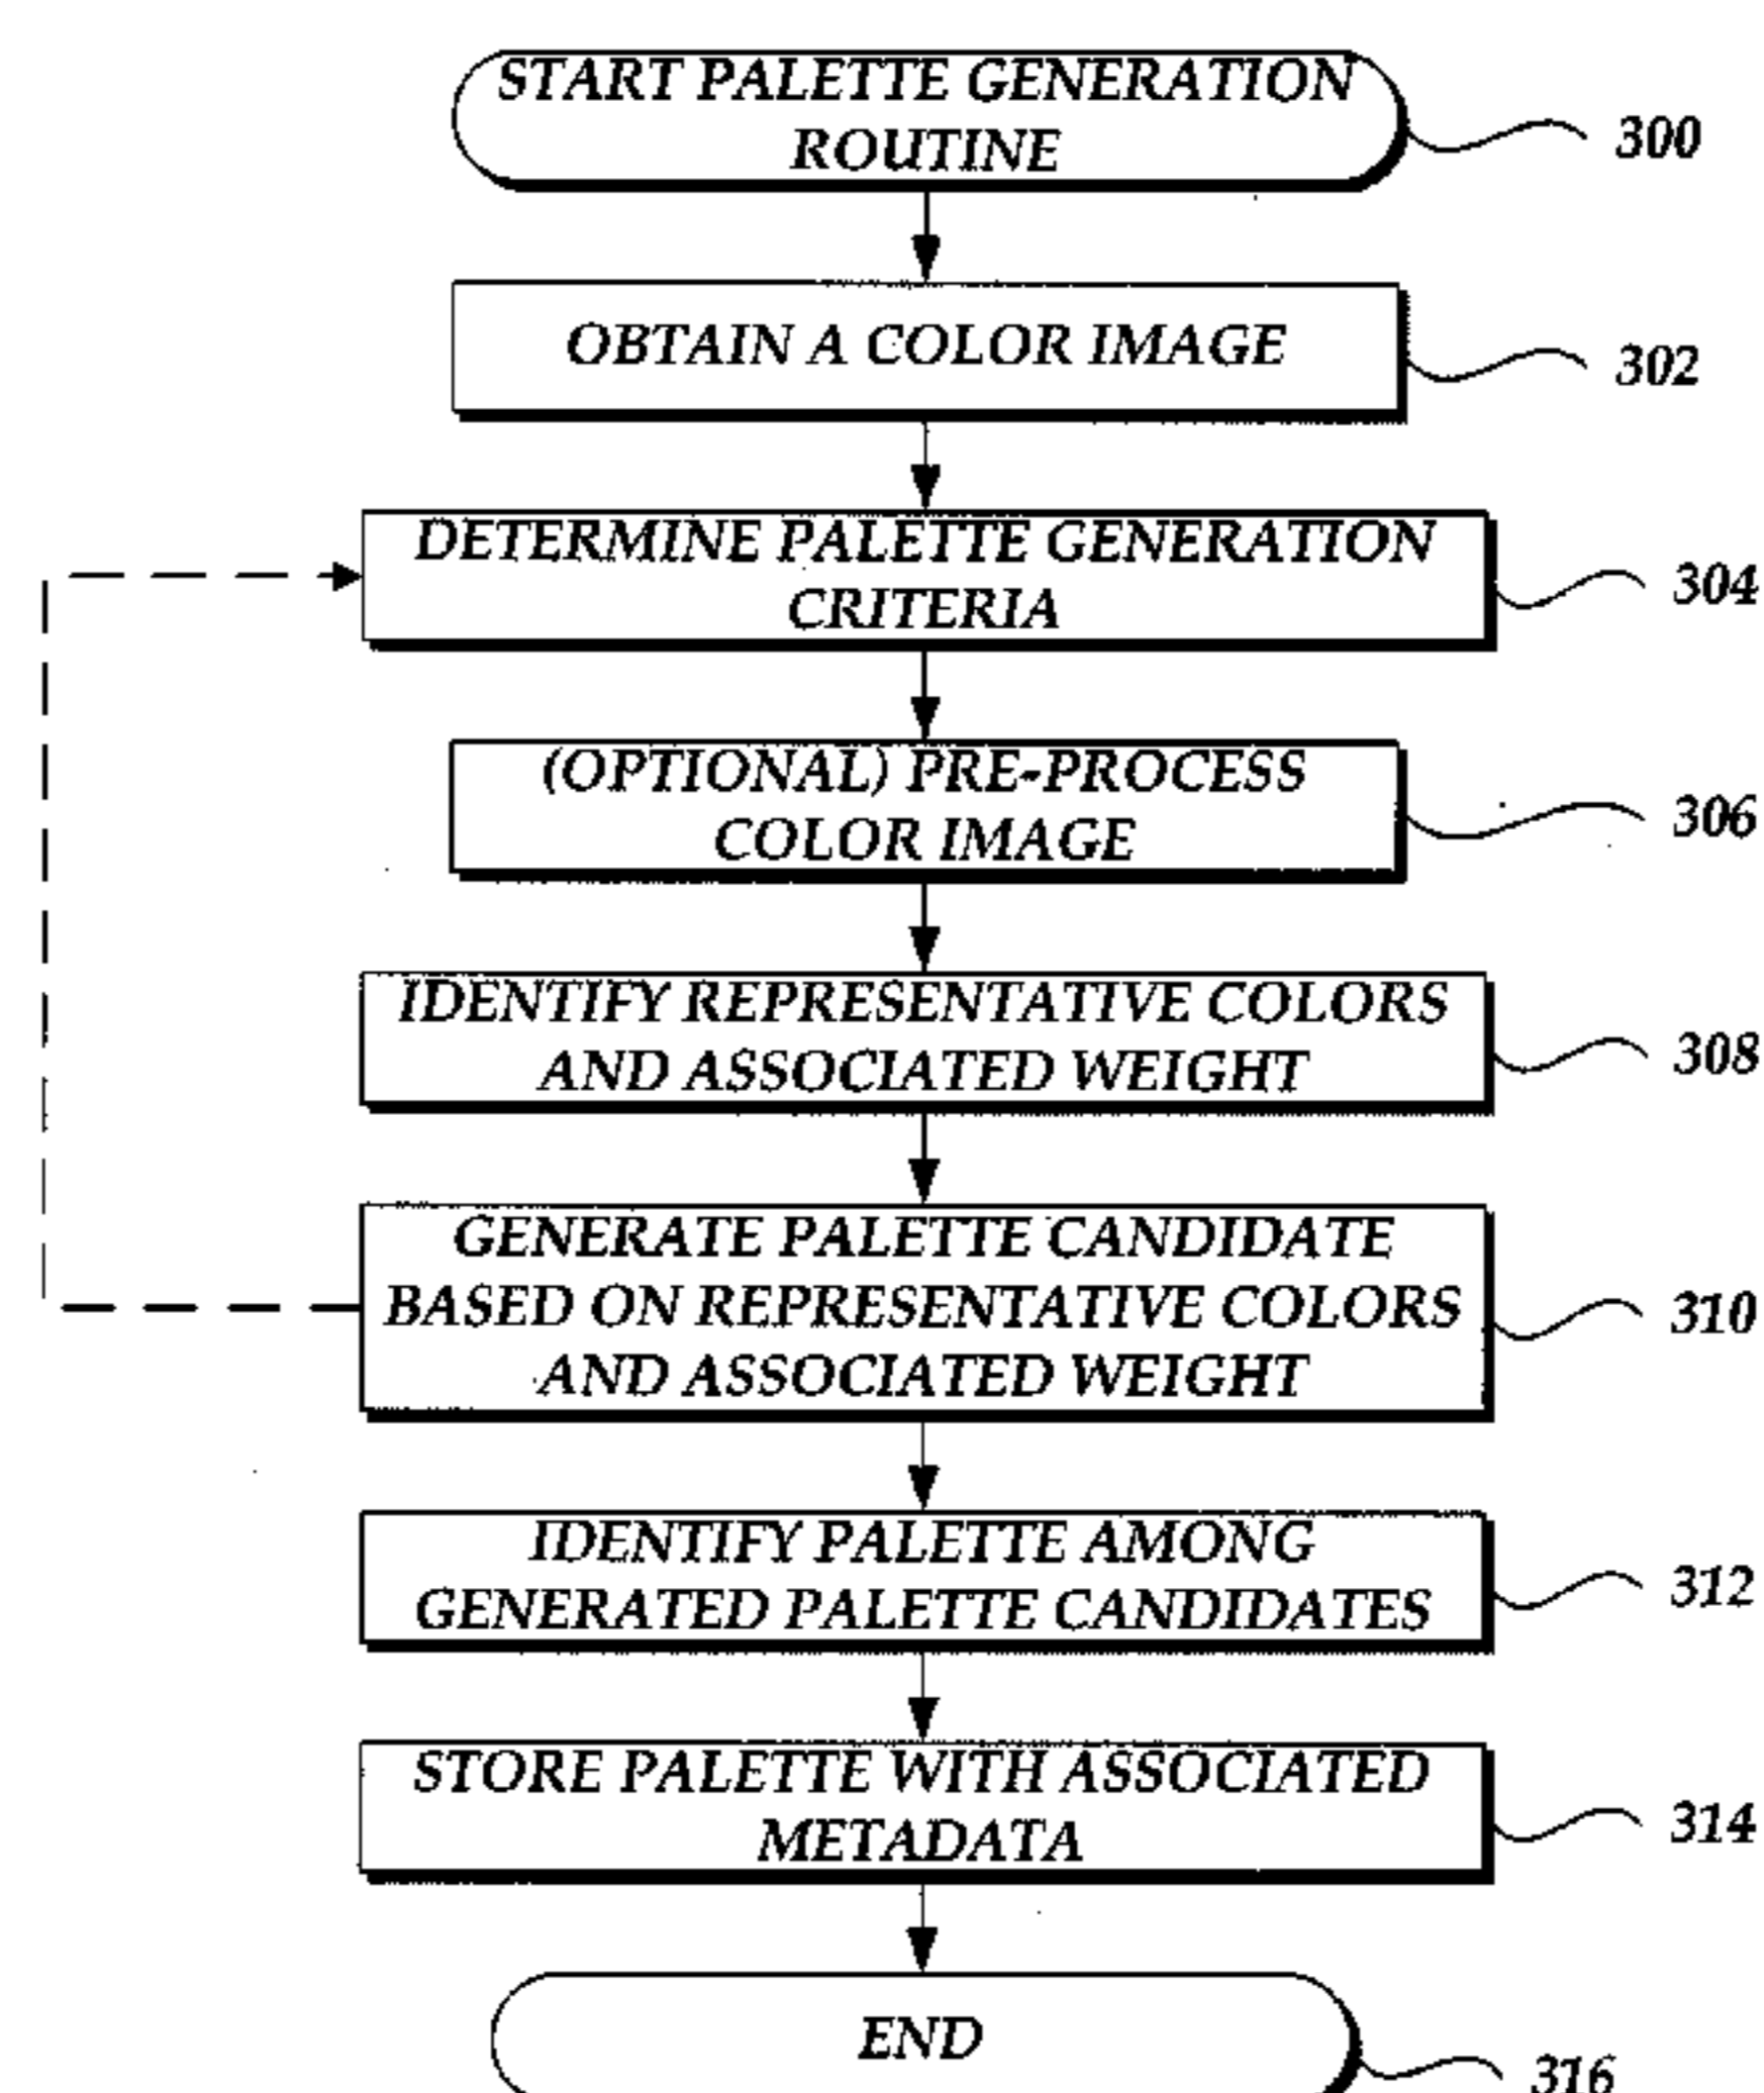 START PALETTE GENERATION
ROUTINE
300
OBTAIN A COLOR IMAGE
302
DETERMINE PALETTE GENERATION
CRITERIA
304
(OPTIONAL) PRE-PROCESS
COLOR IMAGE
306
IDENTIFY REPRESENTATIVE COLORS
AND ASSOCIATED WEIGHT
308
GENERATE PALETTE CANDIDATE
BASED ON REPRESENTATIVE COLORS
AND ASSOCIATED WEIGHT
310
IDENTIFY PALETTE AMONG
GENERATED PALETTE CANDIDATES
312
STORE PALETTE WITH ASSOCIATED
METADATA
314
END
316